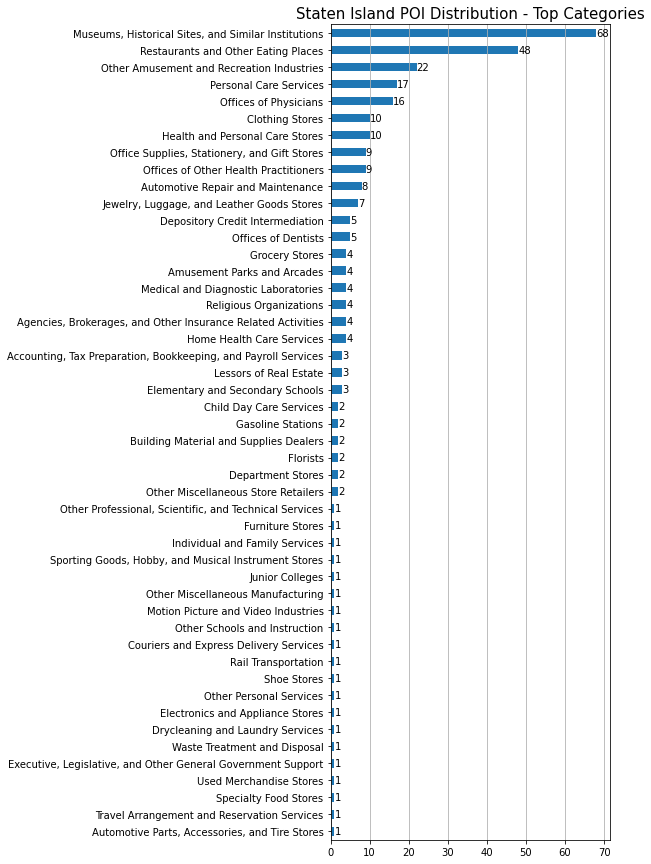 Staten Island POI Distribution - Top Categories
Museums, Historical Sites, and Similar Institutions 68
Restaurants and Other Eating Places 48
Other Amusement and Recreation Industries 22
Personal Care Services 17
Offices of Physicians 16
Clothing Stores 10
Health and Personal Care Stores 10
Office Supplies, Stationery, and Gift Stores 9
Offices of Other Health Practitioners 9
Automotive Repair and Maintenance 8
Jewelry, Luggage, and Leather Goods Stores 7
Depository Credit Intermediation 5
Offices of Dentists 5
Grocery Stores 4
Amusement Parks and Arcades 4
Medical and Diagnostic Laboratories 4
Religious Organizations 4
Agencies, Brokerages, and Other Insurance Related Activities 4
Home Health Care Services 4
Accounting, Tax Preparation, Bookkeeping, and Payroll Services 3
Lessors of Real Estate 3
Elementary and Secondary Schools 3
Child Day Care Services 2
Gasoline Stations 2
Building Material and Supplies Dealers 2
Florists 2
Department Stores 2
Other Miscellaneous Store Retailers 2
Other Professional, Scientific, and Technical Services 1
Furniture Stores 1
Individual and Family Services 1
Sporting Goods, Hobby, and Musical Instrument Stores 1
Junior Colleges 1
Other Miscellaneous Manufacturing 1
Motion Picture and Video Industries 1
Other Schools and Instruction 1
Couriers and Express Delivery Services 1
Rail Transportation 1
Shoe Stores 1
Other Personal Services 1
Electronics and Appliance Stores 1
Drycleaning and Laundry Services 1
Waste Treatment and Disposal 1
Executive, Legislative, and Other General Government Support 1
Used Merchandise Stores 1
Specialty Food Stores 1
Travel Arrangement and Reservation Services 1
Automotive Parts, Accessories, and Tire Stores 1
0 10 20 30 40 50 60 70